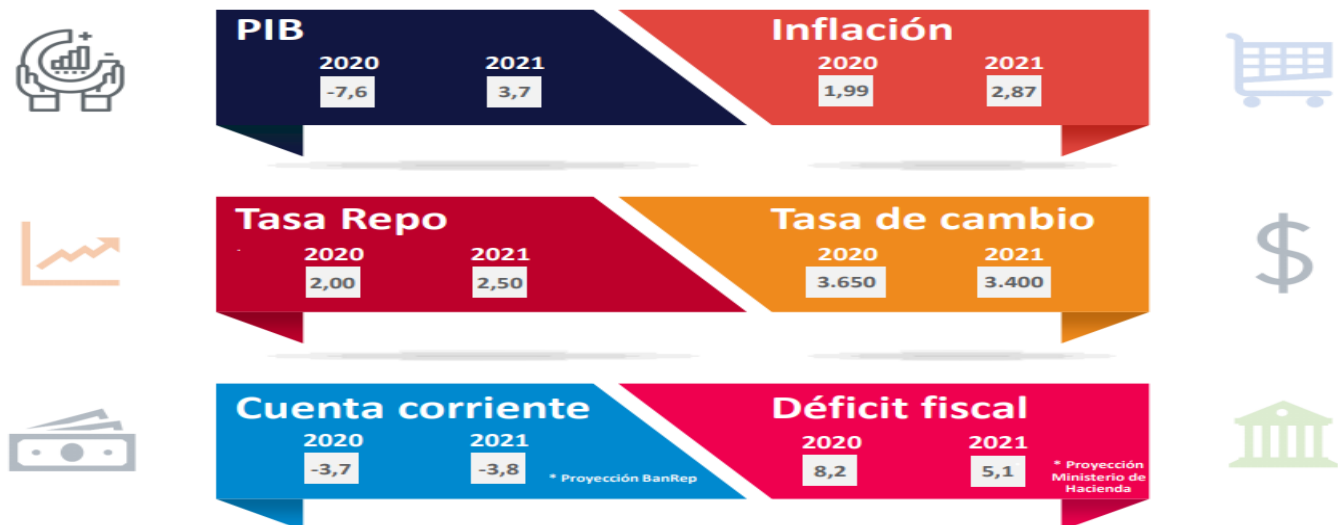 PIB
2020 2021
-7,6 3,7
Inflación
2020 2021
1,99 2,87
Tasa Repo
2020 2021
2,00 2,50
Tasa de cambio
2020 2021
3.650 3.400
Cuenta corriente
2020 2021
-3,7 -3,8
* Proyección BanRep
Déficit fiscal
2020 2021
8,2 5,1
* Proyección
Ministerio de
Hacienda
$